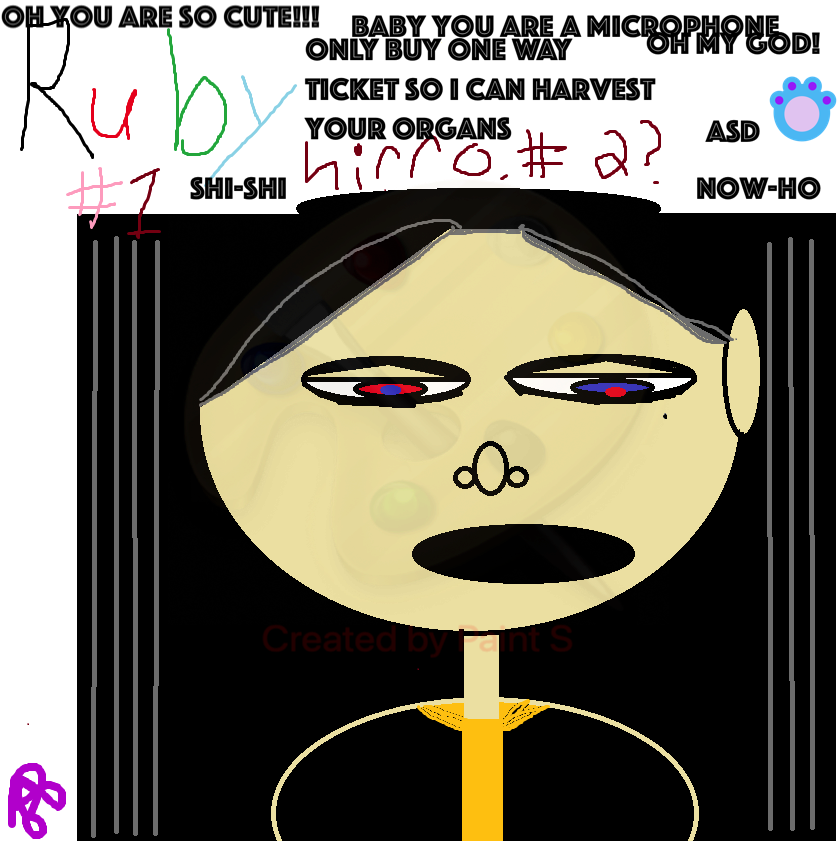 OH YOU ARE SO CUTE!!!
BABY YOU ARE A MICROPHONE
OH MY GOD!
Ruby
ONLY BUY ONE WAY
TICKET SO I CAN HARVEST
YOUR ORGANS
ASD
hirro. # 2?
#1
SHI-SHI
NOW-HO
Created by Paint S